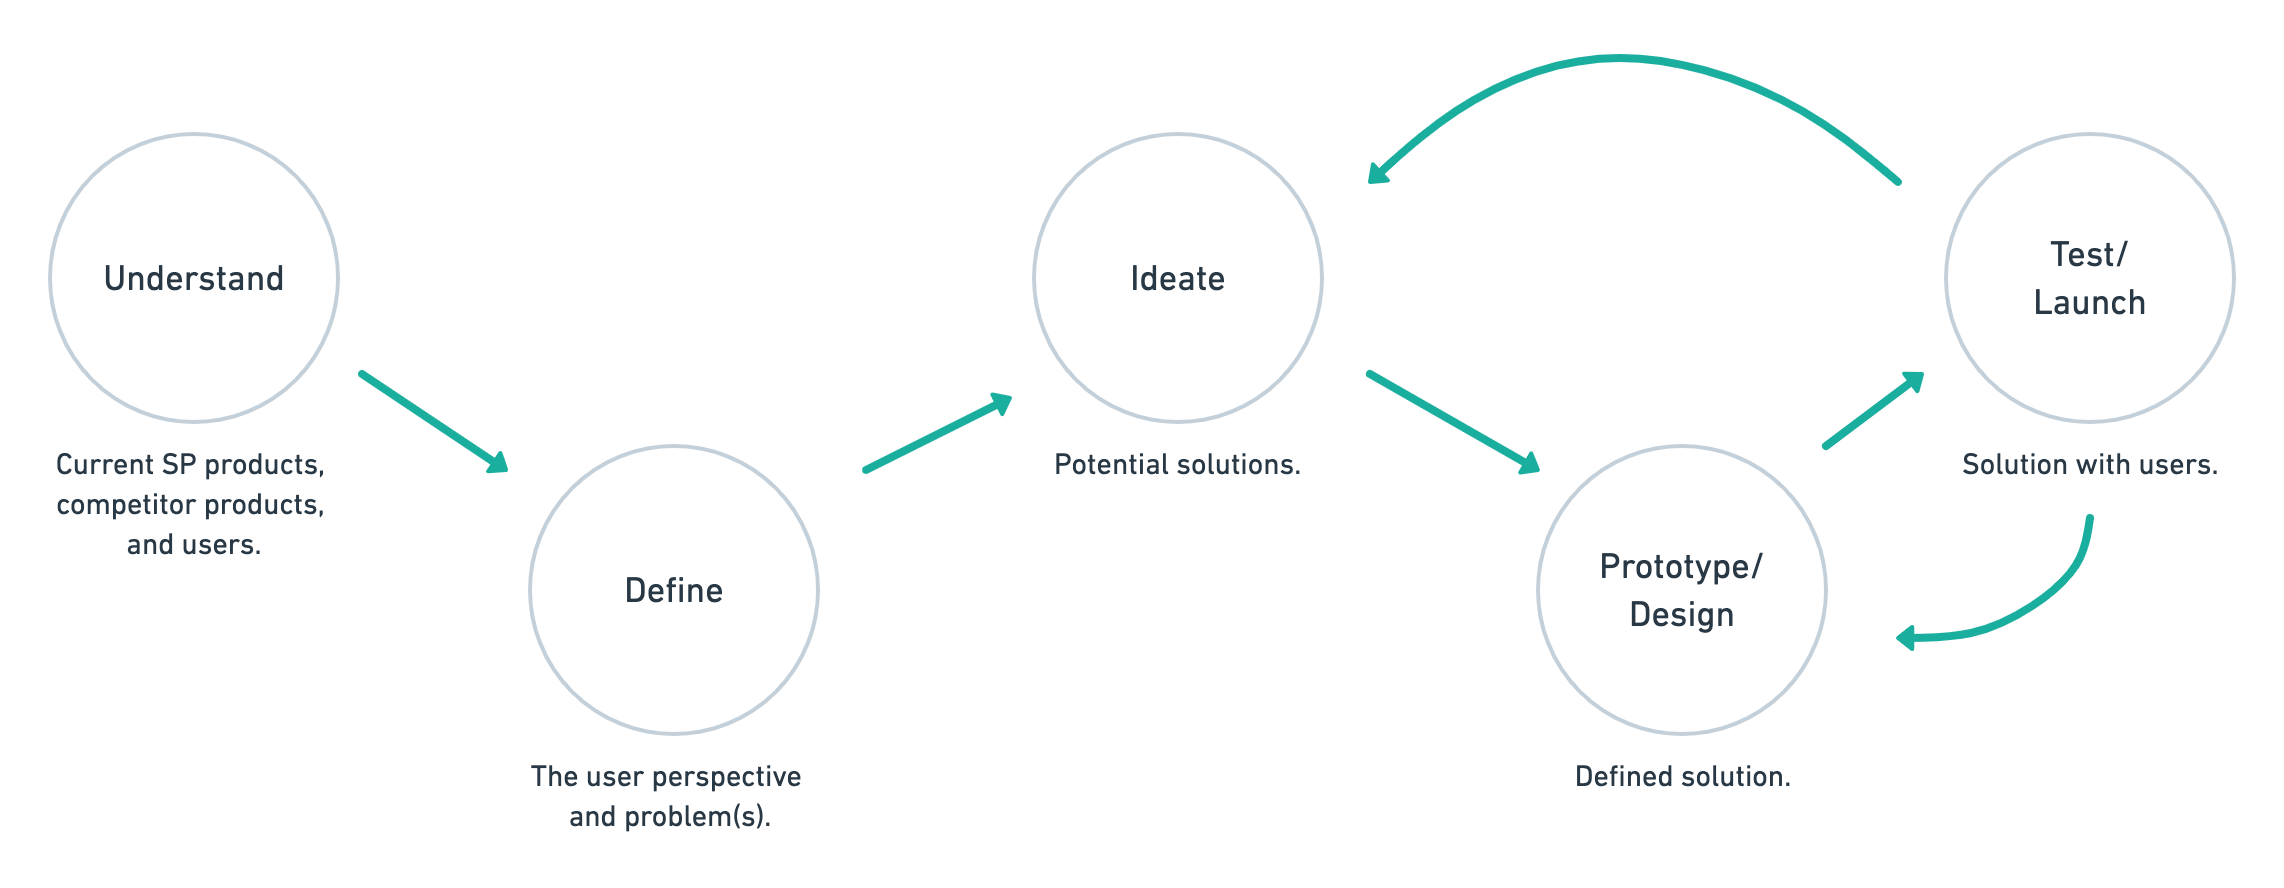 Understand
Current SP products,
competitor products,
and users.
Define
The user perspective
and problem(s).
Ideate
Potential solutions.
Prototype/
Design
Defined solution.
Test/
Launch
Solution with users.